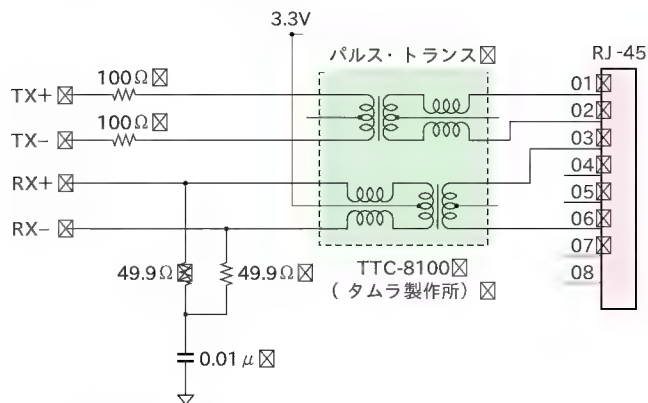 3.3V
パルス・トランス
RJ-45
TX+
100Ω
TX-
100Ω
RX+
RX-
49.9Ω
49.9Ω
0.01μ
TTC-8100
(タムラ製作所)
01
02
03
04
05
06
07
08